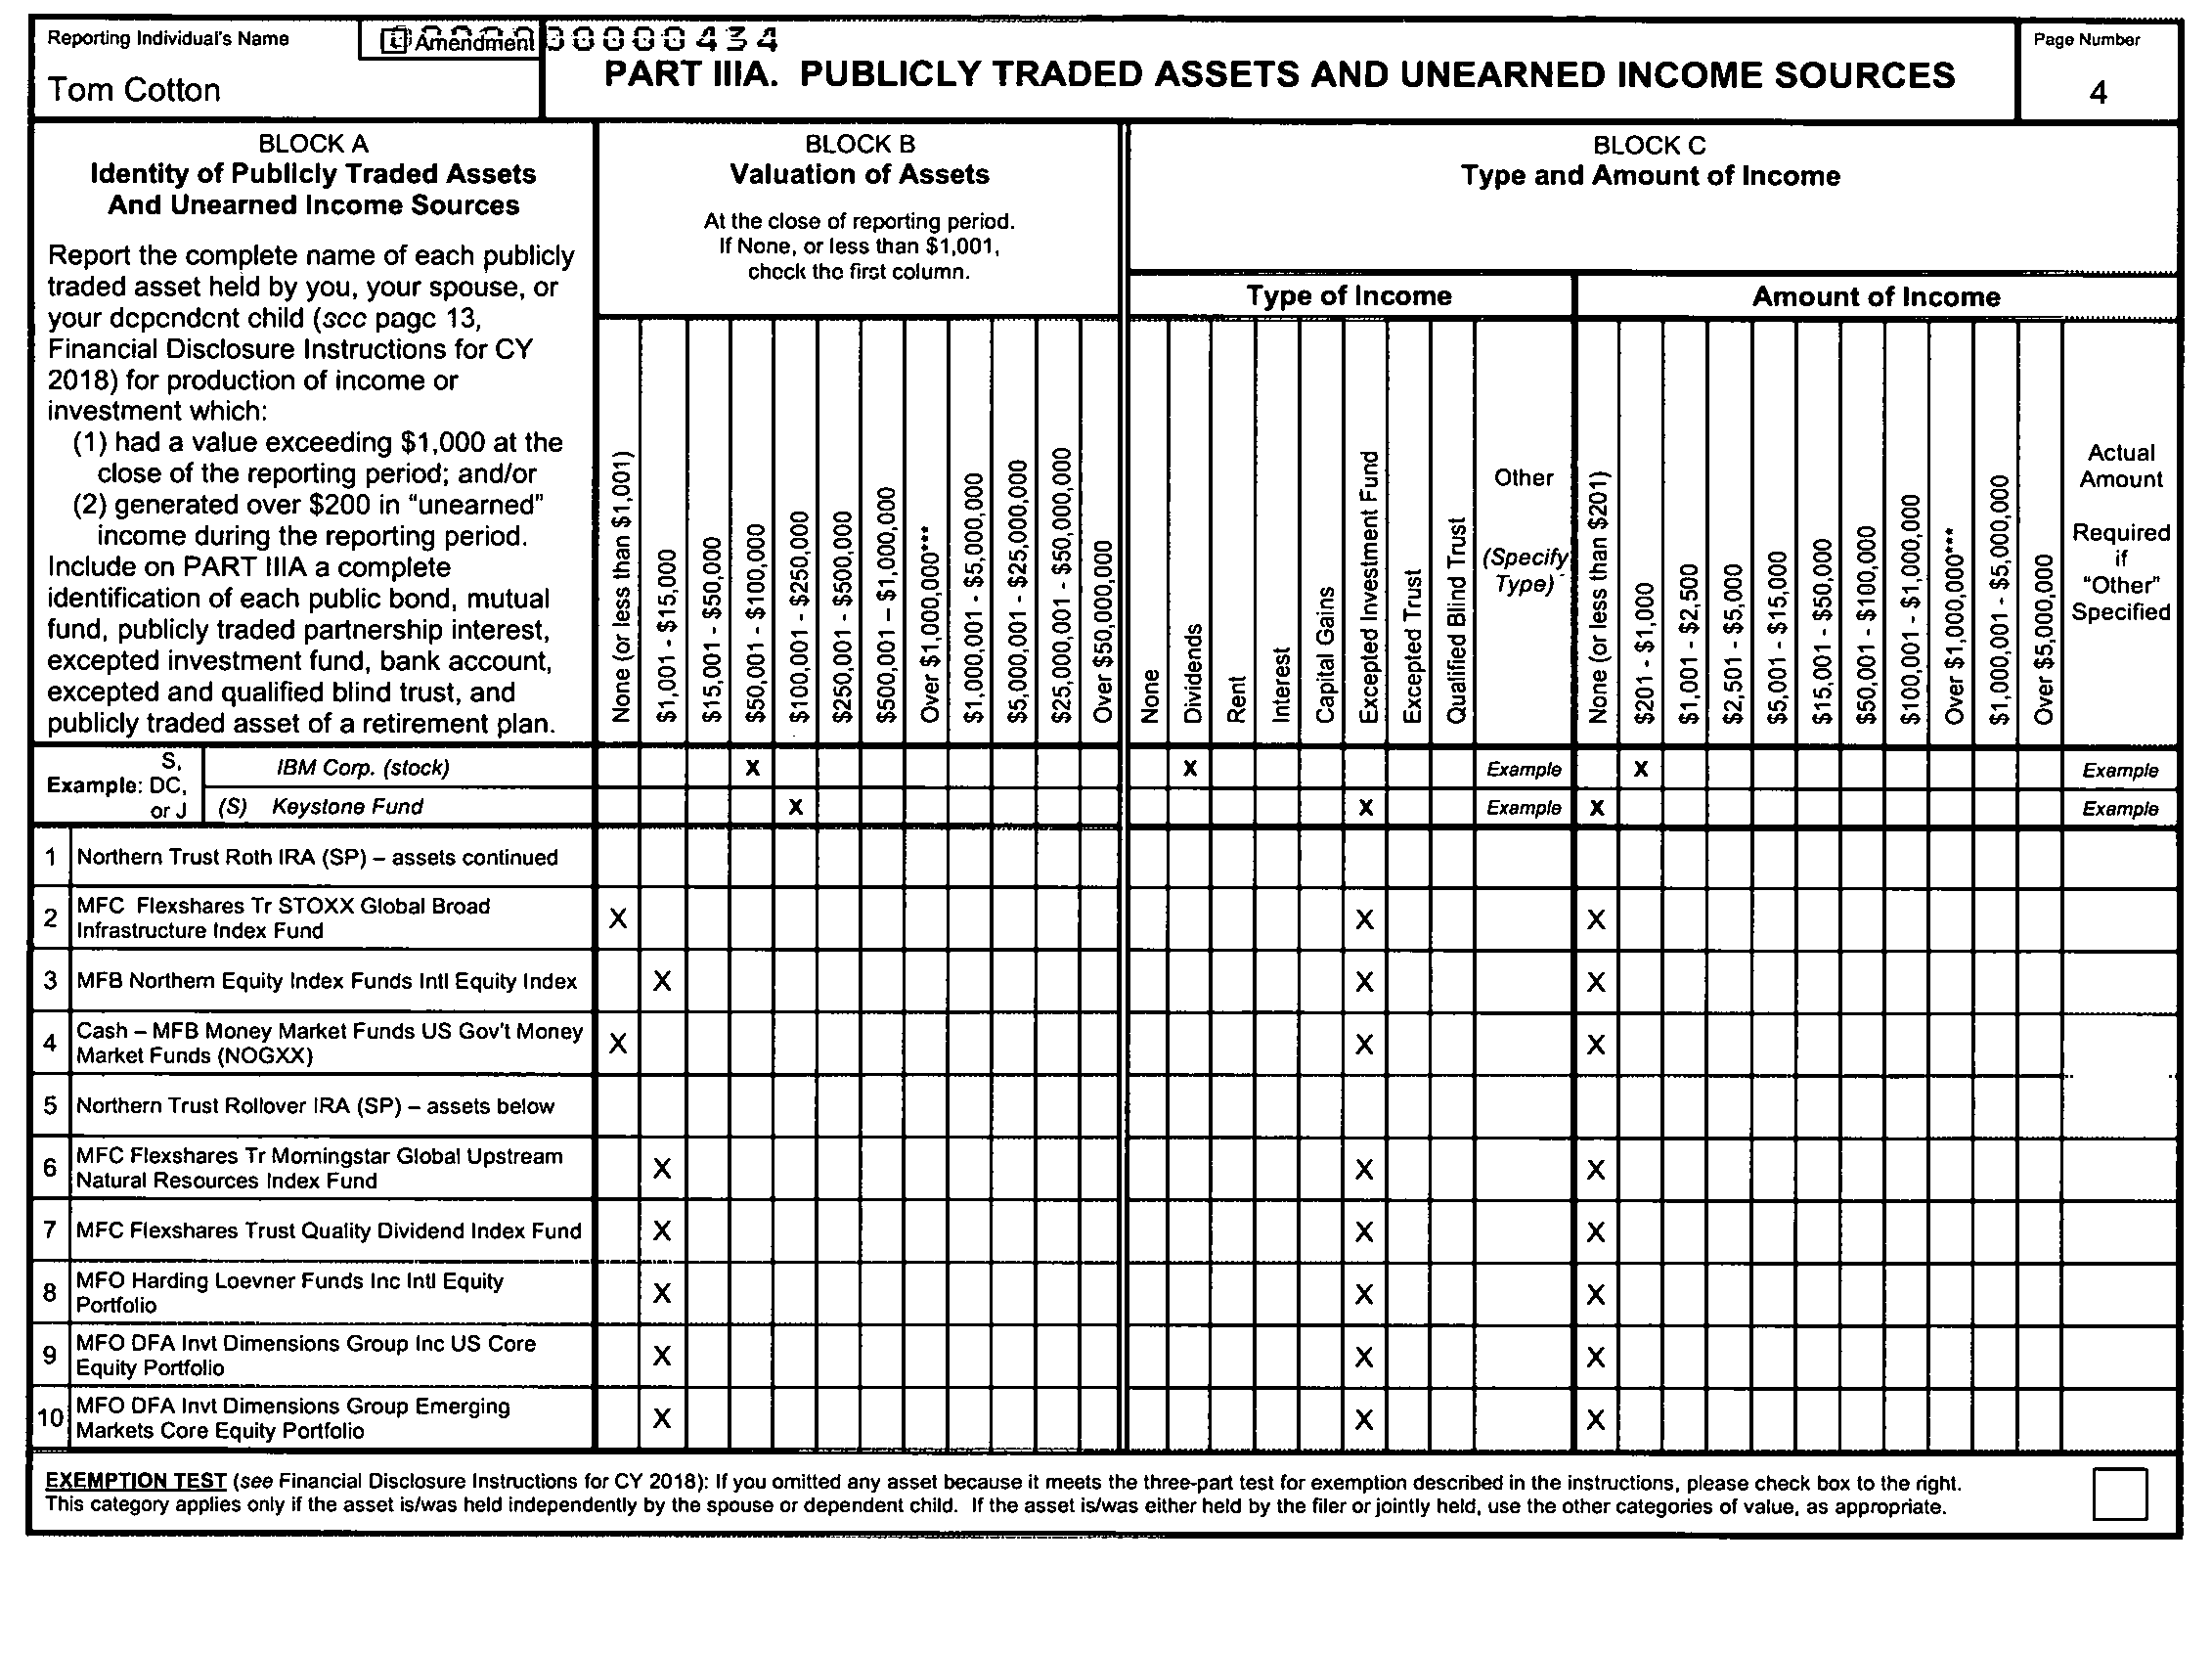 Reporting Individual's Name
Amendment
00000000434
Tom Cotton
PART IIIA. PUBLICLY TRADED ASSETS AND UNEARNED INCOME SOURCES
Page Number
4
BLOCK A
Identity of Publicly Traded Assets
And Unearned Income Sources
Report the complete name of each publicly
traded asset held by you, your spouse, or
your dependent child (see page 13,
Financial Disclosure Instructions for CY
2018) for production of income or
investment which:
(1) had a value exceeding $1,000 at the
close of the reporting period; and/or
(2) generated over $200 in "unearned"
income during the reporting period.
Include on PART IIIA a complete
identification of each public bond, mutual
fund, publicly traded partnership interest,
excepted investment fund, bank account,
excepted and qualified blind trust, and
publicly traded asset of a retirement plan.
BLOCK B
Valuation of Assets
At the close of reporting period.
If None, or less than $1,001,
check the first column.
None (or less than $1,001)
$1,001 - $15,000
$15,001 - $50,000
$50,001 - $100,000
$100,001 - $250,000
$250,001 - $500,000
$500,001 – $1,000,000
Over $1,000,000***
$1,000,001 - $5,000,000
$5,000,001 - $25,000,000
$25,000,001 - $50,000,000
Over $50,000,000
BLOCK C
Type and Amount of Income
Type of Income
None
Dividends
Rent
Interest
Capital Gains
Excepted Investment Fund
Excepted Trust
Qualified Blind Trust
Other
(Specify
Type)
Amount of Income
None (or less than $201)
$201 - $1,000
$1,001 - $2,500
$2,501 - $5,000
$5,001 - $15,000
$15,001 - $50,000
$50,001 - $100,000
$100,001 - $1,000,000
Over $1,000,000***
$1,000,001 - $5,000,000
Over $5,000,000
Actual
Amount
Required
if
"Other"
Specified
S,
Example: DC,
or J
IBM Corp. (stock) X X Example X Example
(S) Keystone Fund X X Example X Example
1 Northern Trust Roth IRA (SP) – assets continued
2 MFC Flexshares Tr STOXX Global Broad
Infrastructure Index Fund X X X
3 MFB Northern Equity Index Funds Intl Equity Index X X X
4 Cash – MFB Money Market Funds US Gov't Money
Market Funds (NOGXX) X X X
5 Northern Trust Rollover IRA (SP) – assets below
6 MFC Flexshares Tr Morningstar Global Upstream
Natural Resources Index Fund X X X
7 MFC Flexshares Trust Quality Dividend Index Fund X X X
8 MFO Harding Loevner Funds Inc Intl Equity
Portfolio X X X
9 MFO DFA Invt Dimensions Group Inc US Core
Equity Portfolio X X X
10 MFO DFA Invt Dimensions Group Emerging
Markets Core Equity Portfolio X X X
EXEMPTION TEST (see Financial Disclosure Instructions for CY 2018): If you omitted any asset because it meets the three-part test for exemption described in the instructions, please check box to the right.
This category applies only if the asset is/was held independently by the spouse or dependent child. If the asset is/was either held by the filer or jointly held, use the other categories of value, as appropriate.